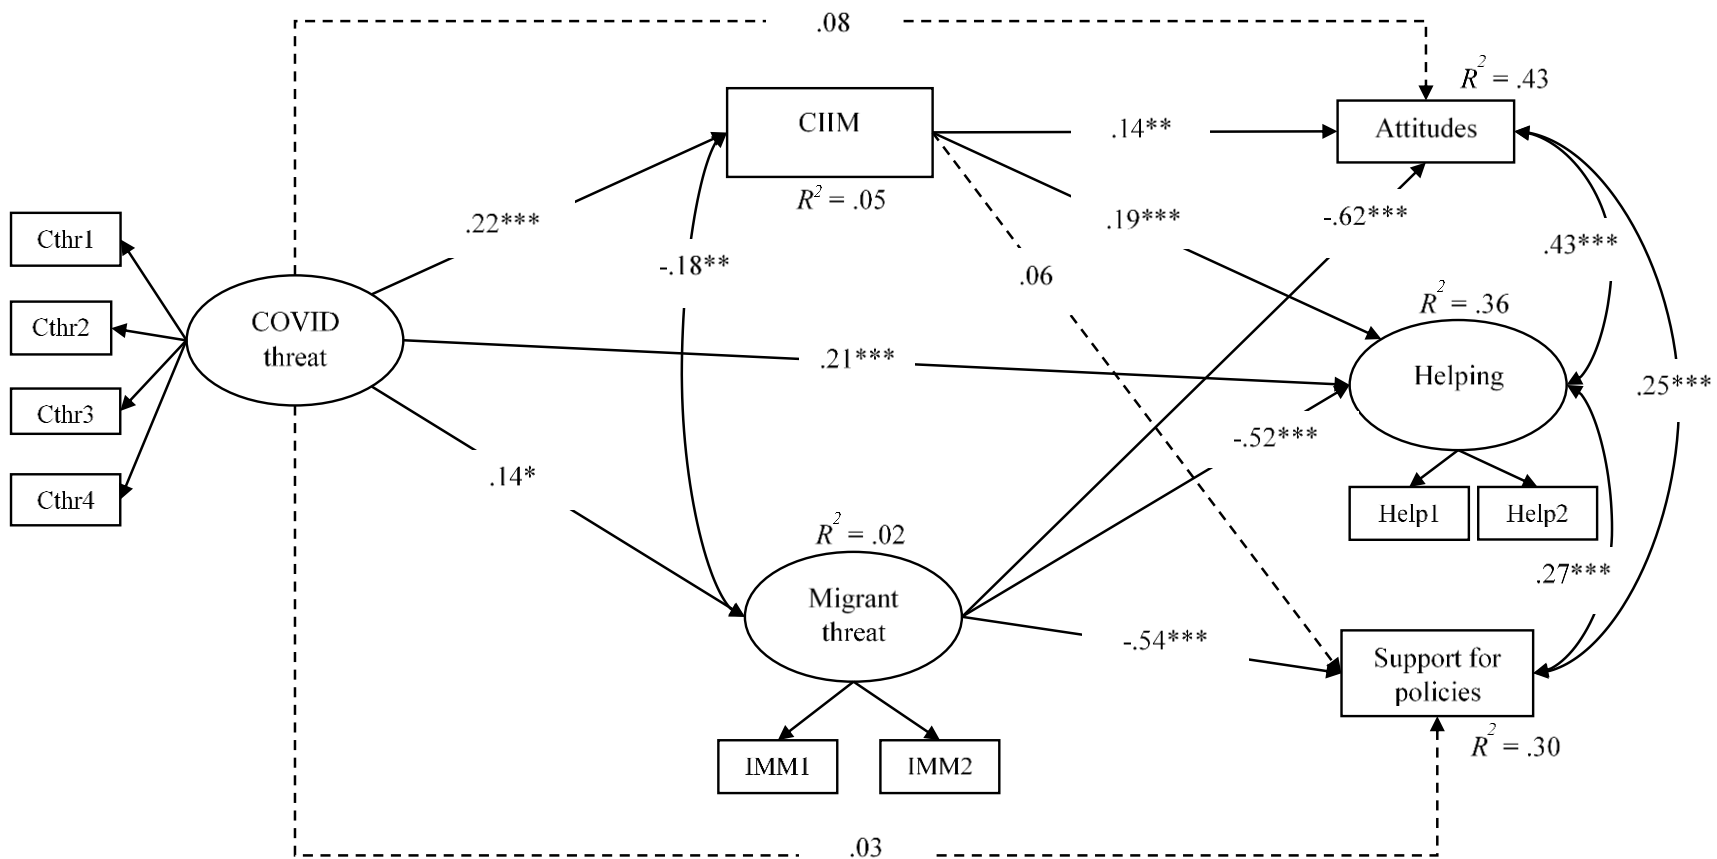 .08
R² = .43
CIIM
.14**
Attitudes
R² = .05
.22***
.19***
-.62***
Cthr1
.43***
-.18**
.06
R² = .36
COVID
threat
Cthr2
.21***
Helping
.25***
Cthr3
-.52***
.14*
Cthr4
Help1
Help2
R² = .02
.27***
Migrant
threat
-.54***
Support for
policies
R² = .30
IMM1
IMM2
.03